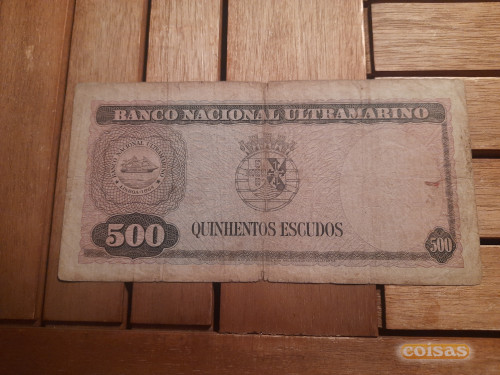 BANCO NACIONAL ULTRAMARINO
500
QUINHENTOS ESCUDOS
500
coisas